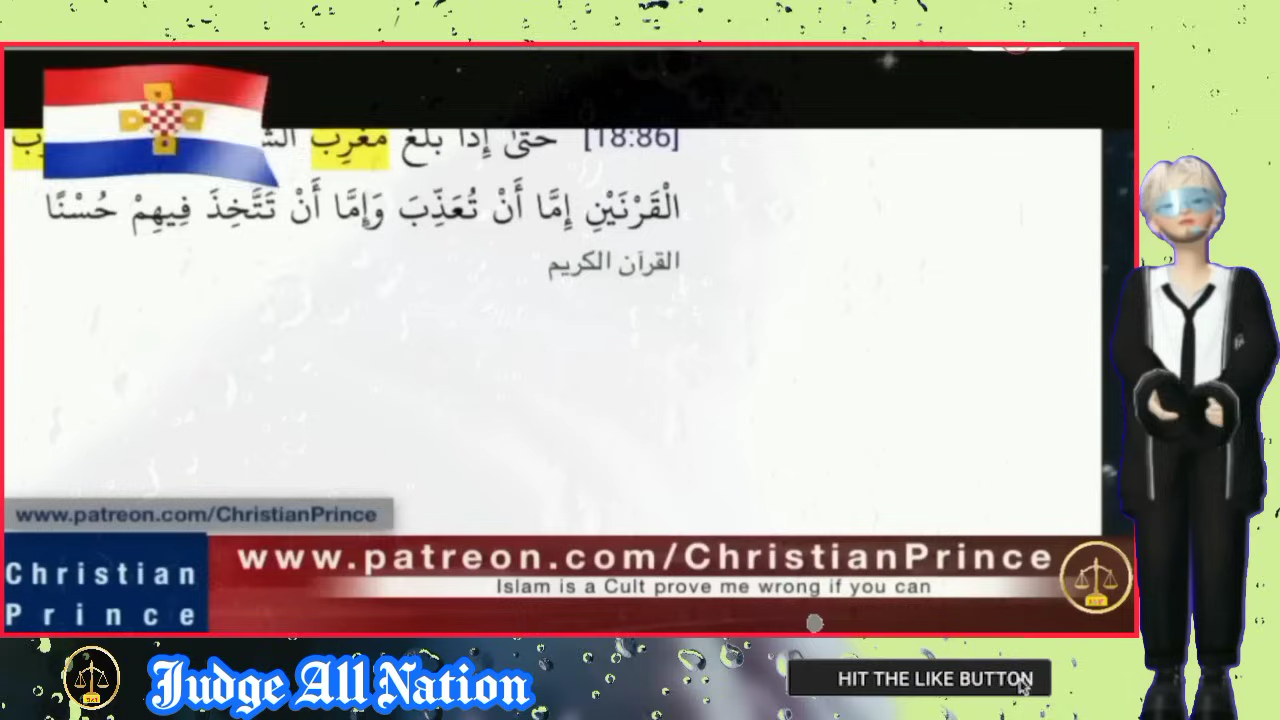 [18:86] حَتَّىٰ إِذَا بَلَغَ مَغْرِبَ
الْقَرْنَيْنِ إِمَّا أَنْ تُعَذِّبَ وَإِمَّا أَنْ تَتَّخِذَ فِيهِمْ حُسْنًا
القرآن الكريم
www.patreon.com/ChristianPrince
Christian
Prince
www.patreon.com/ChristianPrince
Islam is a Cult prove me wrong if you can
Judge All Nation
HIT THE LIKE BUTTON